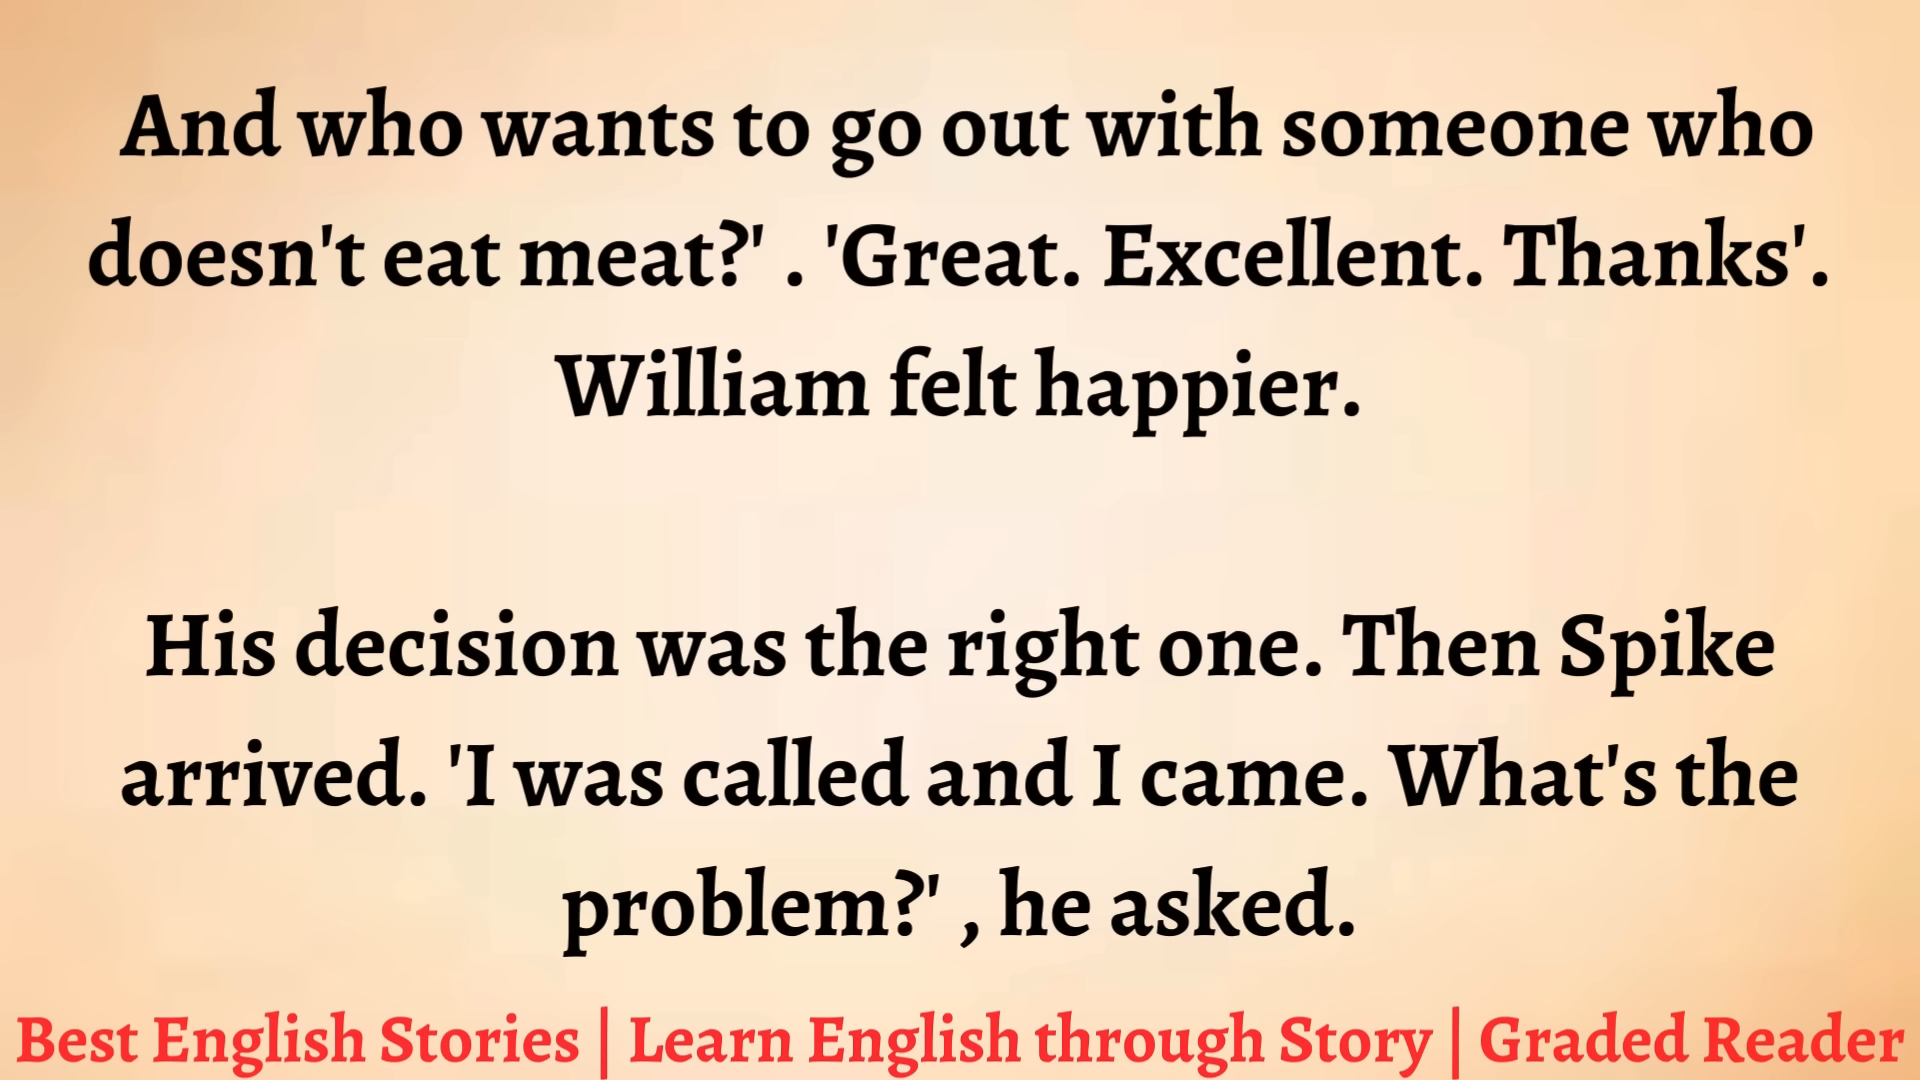 And who wants to go out with someone who
doesn't eat meat?' . 'Great. Excellent. Thanks'.
William felt happier.
His decision was the right one. Then Spike
arrived. 'I was called and I came. What's the
problem?' , he asked.
Best English Stories | Learn English through Story | Graded Reader